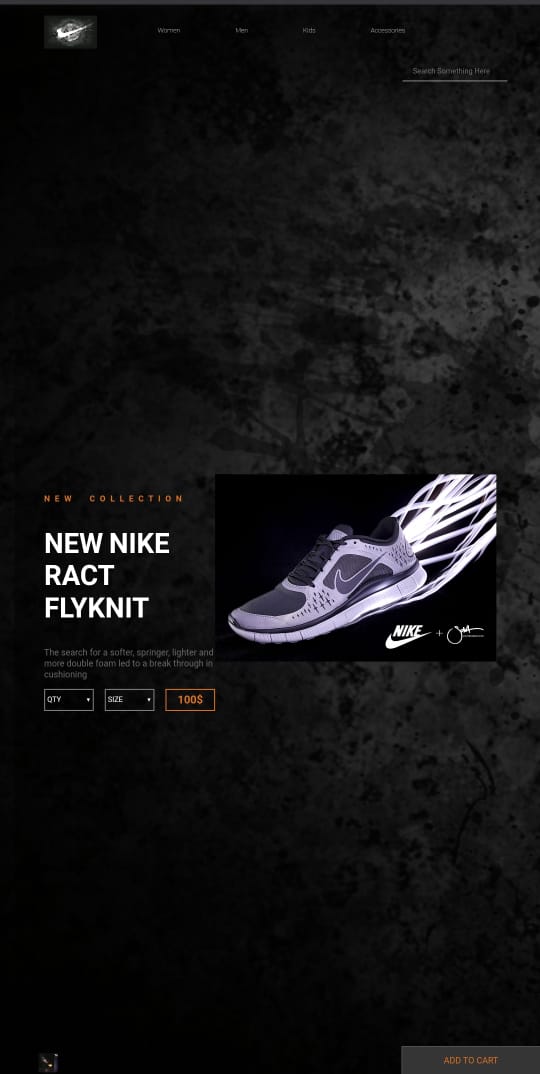 Women Men Kids Accessories
Search Something Here
NEW COLLECTION
NEW NIKE
RACT
FLYKNIT
The search for a softer, springer, lighter and
more double foam led to a break through in
cushioning
QTY SIZE 100$
NIKE +
ADD TO CART